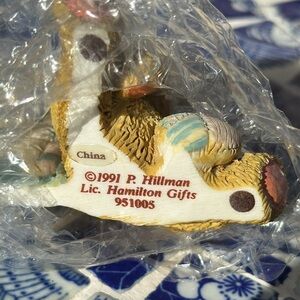 China
©1991 P. Hillman
Lic. Hamilton Gifts
951005